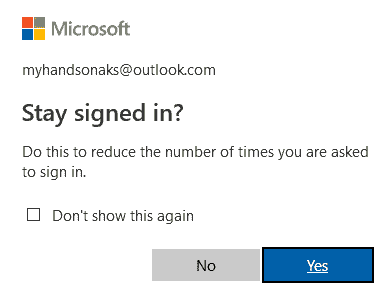 Microsoft
myhandsonaks@outlook.com
Stay signed in?
Do this to reduce the number of times you are asked
to sign in.
Don't show this again
No
Yes